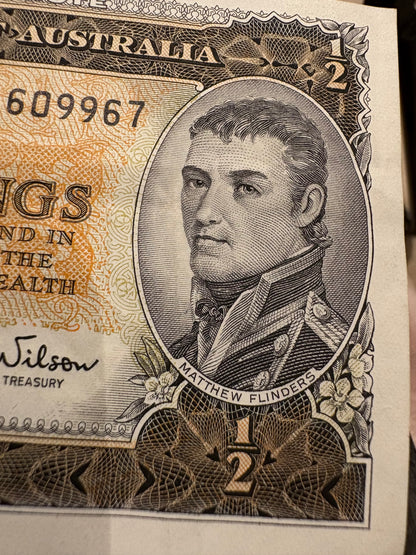 AUSTRALIA
1/2
609967
NGS
ND IN
THE
EALTH
Wilson
TREASURY
MATTHEW FLINDERS
1/2